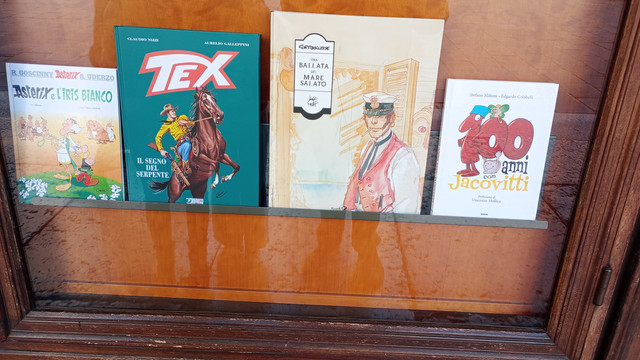 R. GOSCINNY Asterix A. UDERZO
Asterix
e L'IRIS BIANCO
CLAUDIO NIZZI
AURELIO GALLEPPINI
TEX
IL SEGNO
DEL
SERPENTE
CORTO MALTESE
UNA
BALLATA
DEL
MARE
SALATO
100
anni
con
Jacovitti